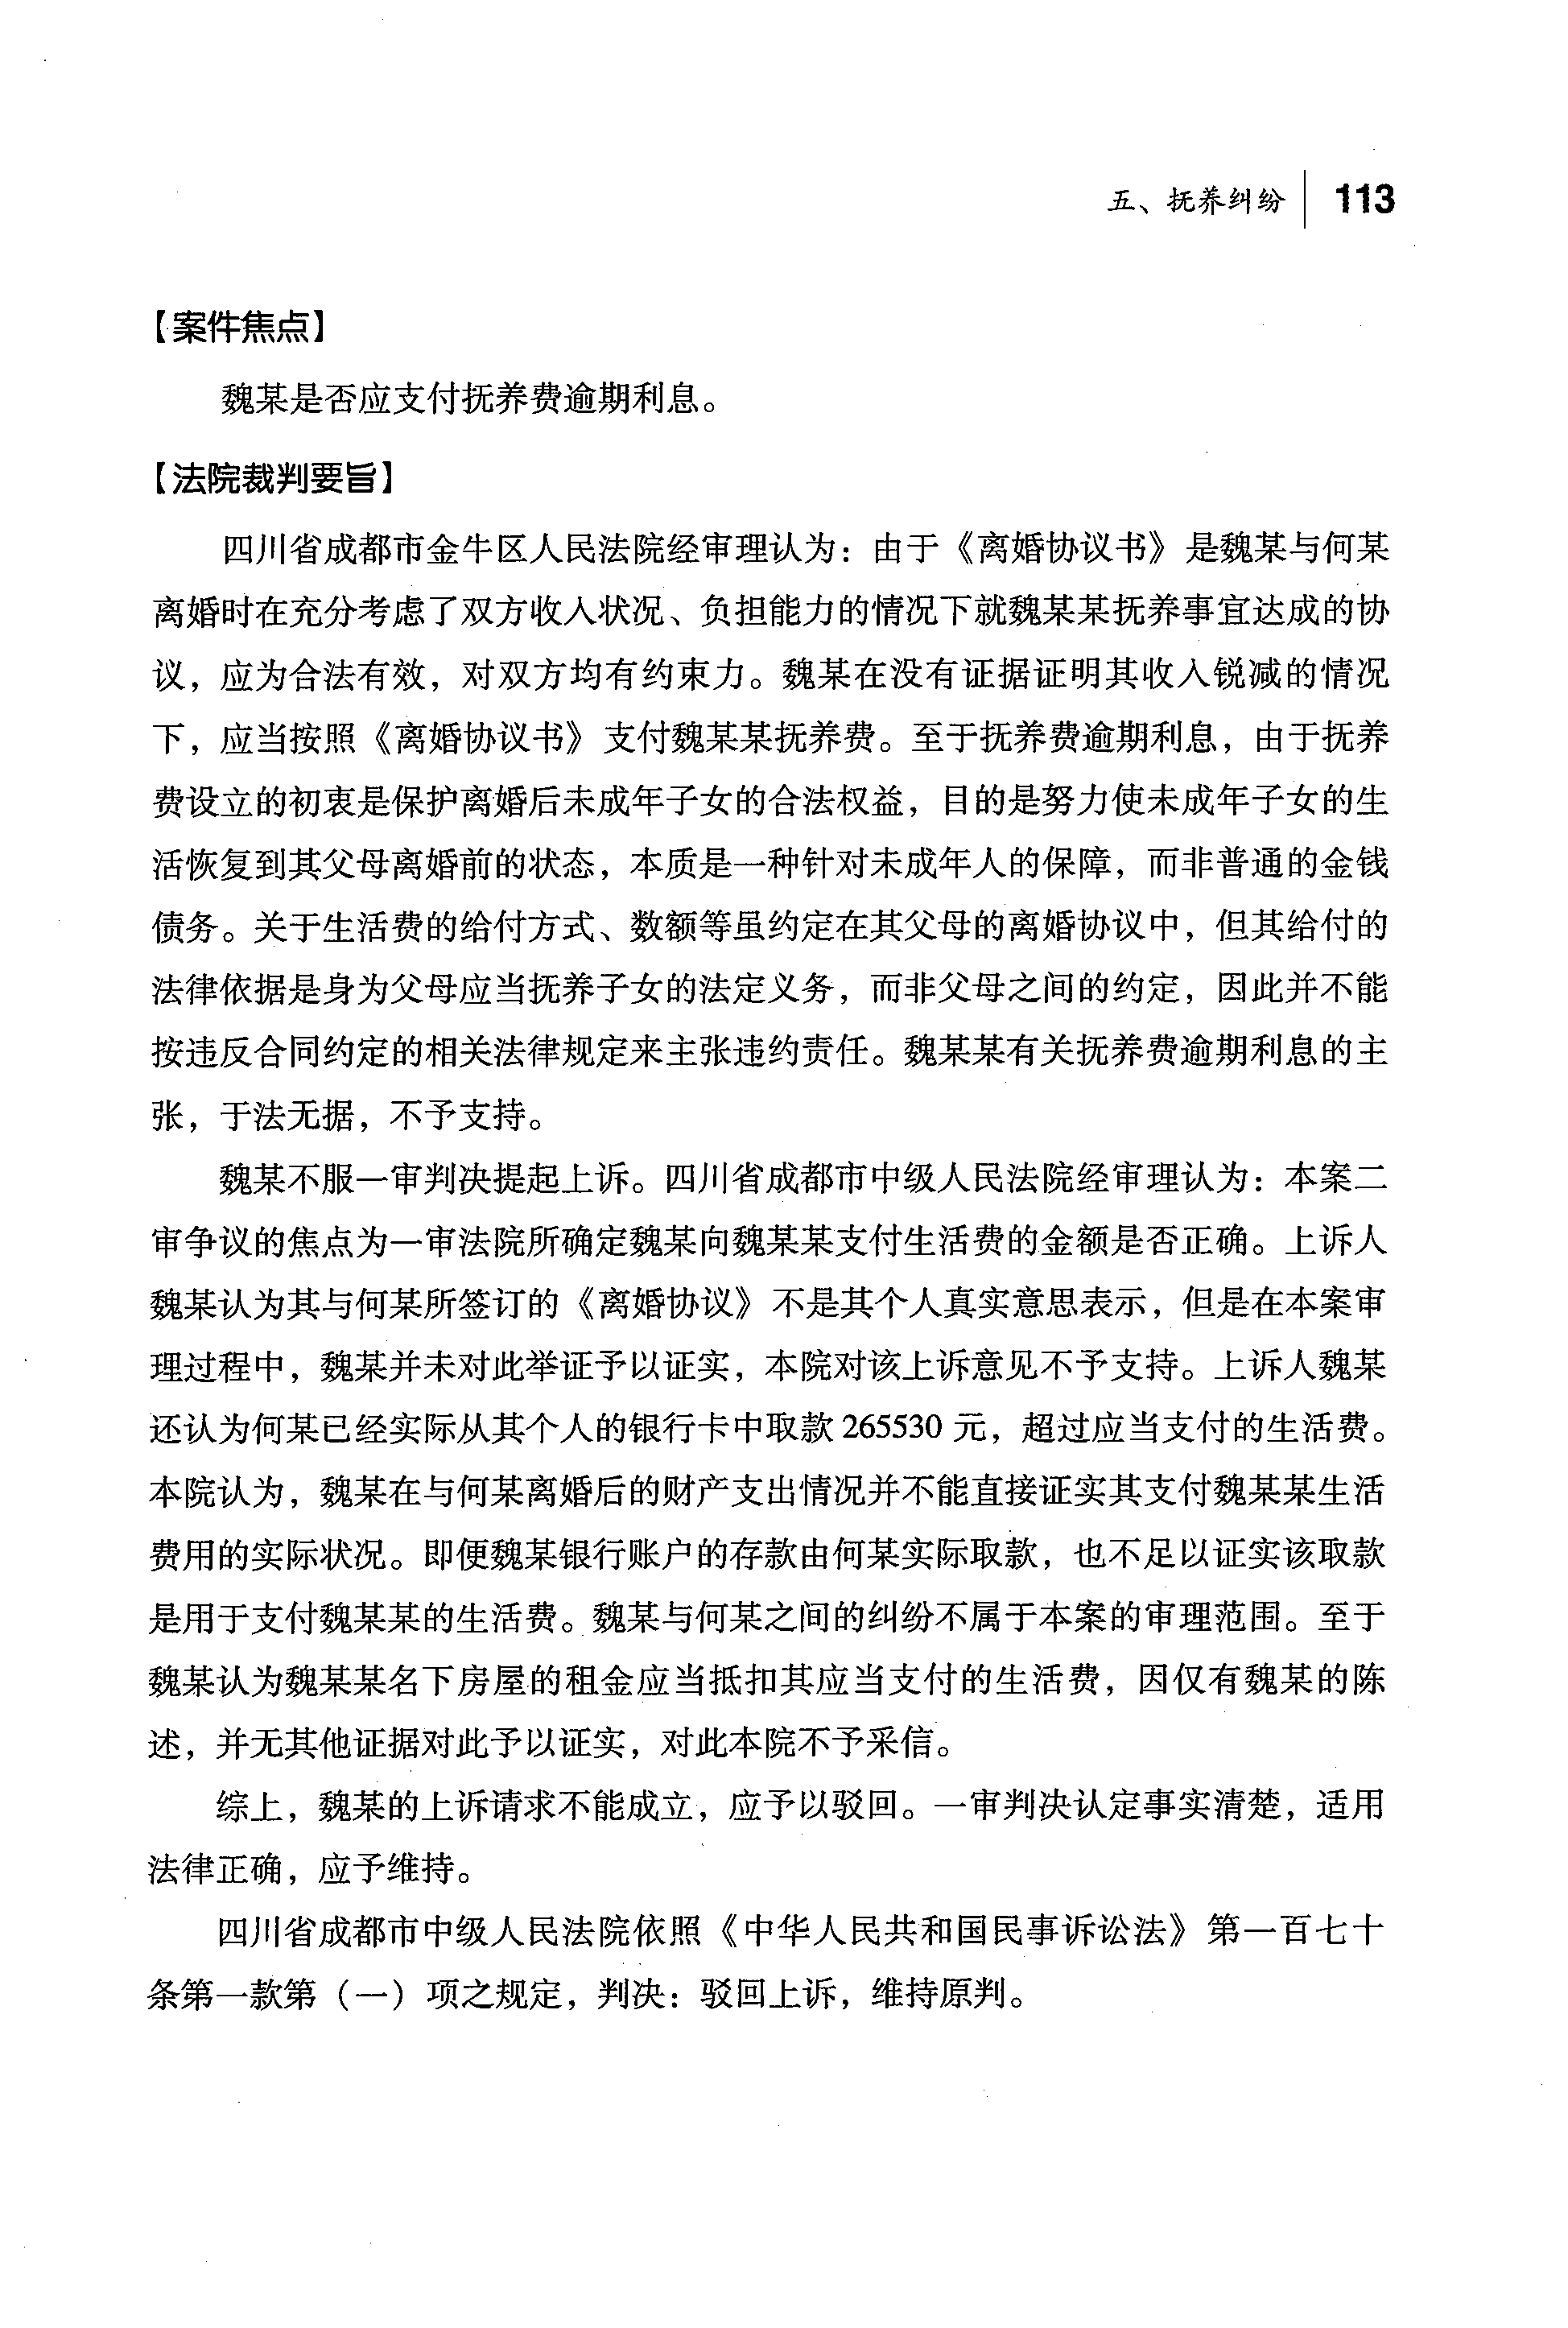 五、抚养纠纷 113
【案件焦点】
魏某是否应支付抚养费逾期利息。
【法院裁判要旨】
四川省成都市金牛区人民法院经审理认为：由于《离婚协议书》是魏某与何某
离婚时在充分考虑了双方收入状况、负担能力的情况下就魏某某抚养事宜达成的协
议，应为合法有效，对双方均有约束力。魏某在没有证据证明其收入锐减的情况
下，应当按照《离婚协议书》支付魏某某抚养费。至于抚养费逾期利息，由于抚养
费设立的初衷是保护离婚后未成年子女的合法权益，目的是努力使未成年子女的生
活恢复到其父母离婚前的状态，本质是一种针对未成年人的保障，而非普通的金钱
债务。关于生活费的给付方式、数额等虽约定在其父母的离婚协议中，但其给付的
法律依据是身为父母应当抚养子女的法定义务，而非父母之间的约定，因此并不能
按违反合同约定的相关法律规定来主张违约责任。魏某某有关抚养费逾期利息的主
张，于法无据，不予支持。
魏某不服一审判决提起上诉。四川省成都市中级人民法院经审理认为：本案二
审争议的焦点为一审法院所确定魏某向魏某某支付生活费的金额是否正确。上诉人
魏某认为其与何某所签订的《离婚协议》不是其个人真实意思表示，但是在本案审
理过程中，魏某并未对此举证予以证实，本院对该上诉意见不予支持。上诉人魏某
还认为何某已经实际从其个人的银行卡中取款265530元，超过应当支付的生活费。
本院认为，魏某在与何某离婚后的财产支出情况并不能直接证实其支付魏某某生活
费用的实际状况。即便魏某银行账户的存款由何某实际取款，也不足以证实该取款
是用于支付魏某某的生活费。魏某与何某之间的纠纷不属于本案的审理范围。至于
魏某认为魏某某名下房屋的租金应当抵扣其应当支付的生活费，因仅有魏某的陈
述，并无其他证据对此予以证实，对此本院不予采信。
综上，魏某的上诉请求不能成立，应予以驳回。一审判决认定事实清楚，适用
法律正确，应予维持。
四川省成都市中级人民法院依照《中华人民共和国民事诉讼法》第一百七十
条第一款第（一）项之规定，判决：驳回上诉，维持原判。